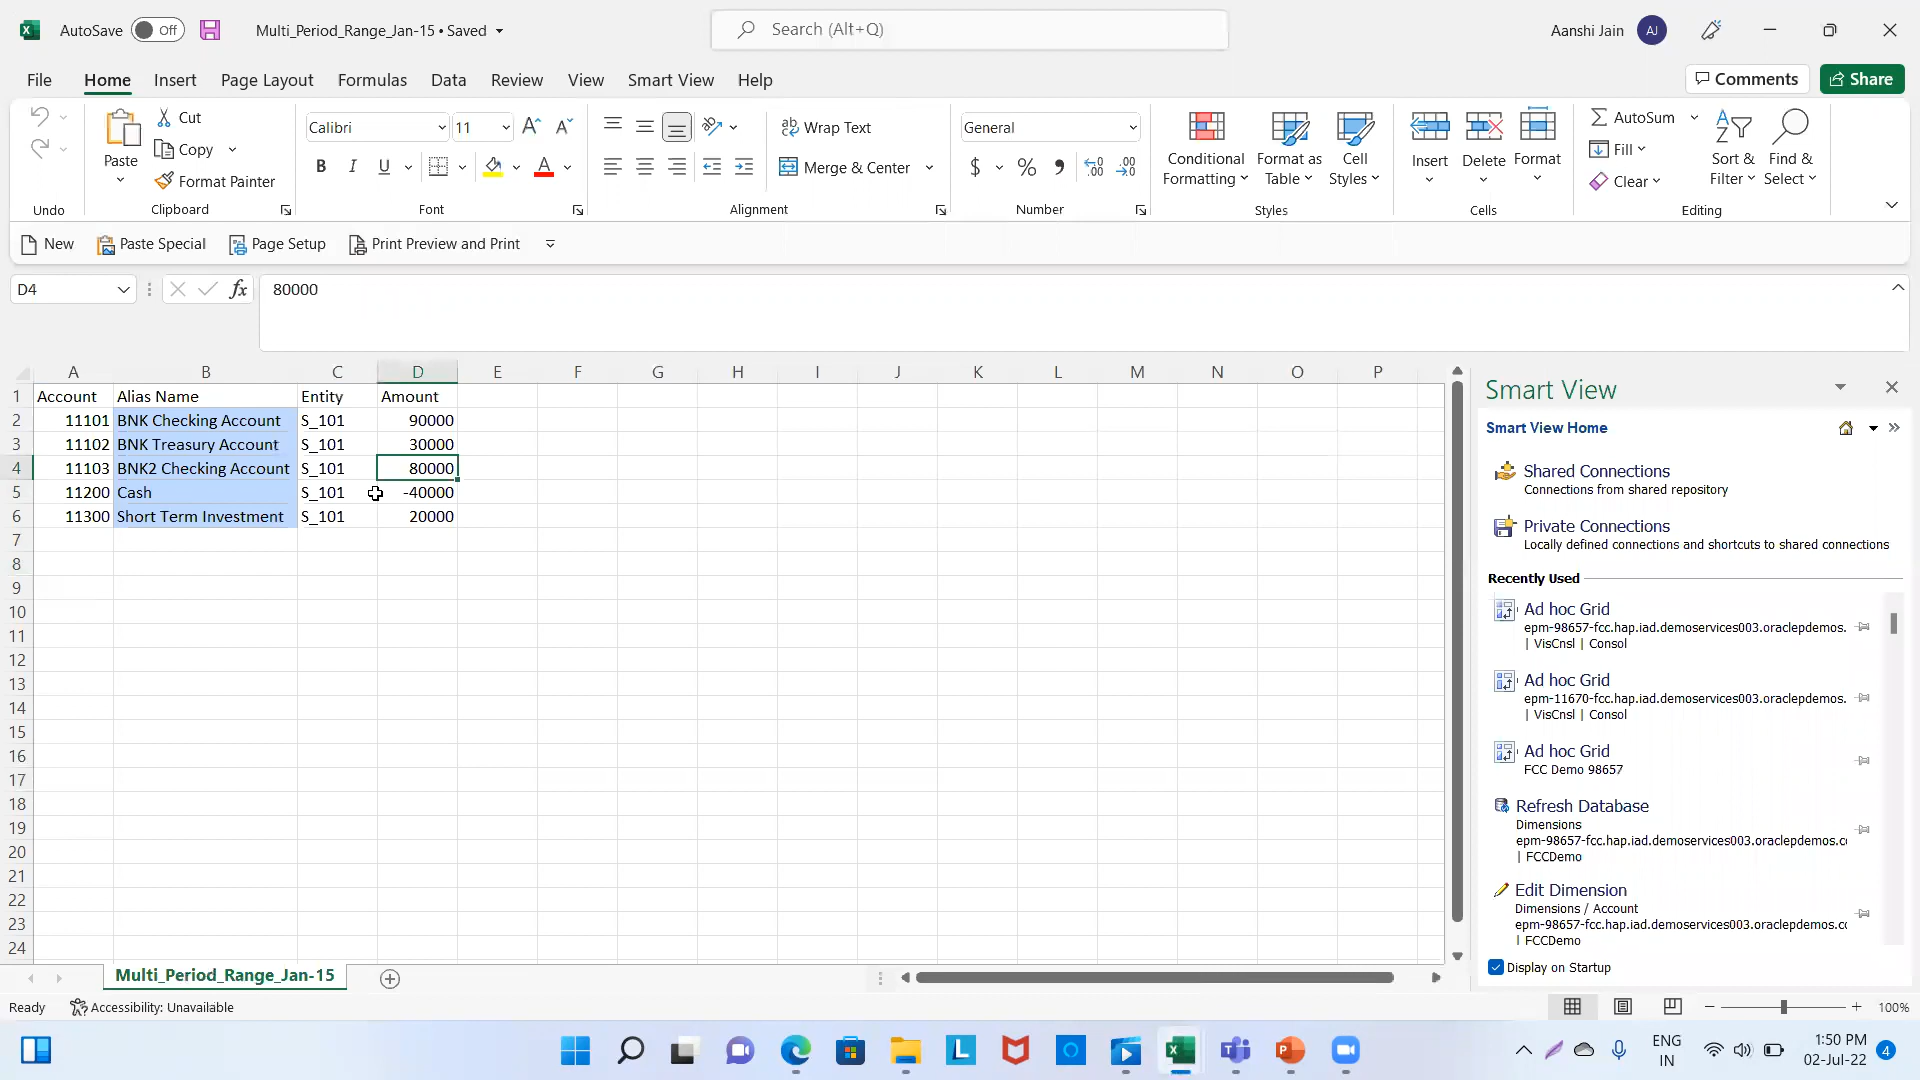 AutoSave Off Multi_Period_Range_Jan-15 • Saved Search (Alt+Q) Aanshi Jain AJ
File Home Insert Page Layout Formulas Data Review View Smart View Help Comments Share
Undo
Paste
Cut
Copy
Format Painter
Clipboard
Calibri 11
B I U
Font
Wrap Text
Merge & Center
Alignment
General
$ % 9
Number
Conditional Formatting
Format as Table
Cell Styles
Styles
Insert
Delete
Format
Cells
AutoSum
Fill
Clear
Sort & Filter
Find & Select
Editing
New Paste Special Page Setup Print Preview and Print
D4 fx 80000
A B C D E F G H I J K L M N O P
1 Account Alias Name Entity Amount
2 11101 BNK Checking Account S_101 90000
3 11102 BNK Treasury Account S_101 30000
4 11103 BNK2 Checking Account S_101 80000
5 11200 Cash S_101 -40000
6 11300 Short Term Investment S_101 20000
7
8
9
10
11
12
13
14
15
16
17
18
19
20
21
22
23
24
Smart View
Smart View Home
Shared Connections
Connections from shared repository
Private Connections
Locally defined connections and shortcuts to shared connections
Recently Used
Ad hoc Grid
epm-98657-fcc.hap.iad.demoservices003.oraclepdemos.
| VisCnsl | Consol
Ad hoc Grid
epm-11670-fcc.hap.iad.demoservices003.oraclepdemos.
| VisCnsl | Consol
Ad hoc Grid
FCC Demo 98657
Refresh Database
Dimensions
epm-98657-fcc.hap.iad.demoservices003.oraclepdemos.cc
| FCCDemo
Edit Dimension
Dimensions / Account
epm-98657-fcc.hap.iad.demoservices003.oraclepdemos.cc
| FCCDemo
Display on Startup
Multi_Period_Range_Jan-15
Ready Accessibility: Unavailable 100%
ENG
IN
1:50 PM
02-Jul-22
4